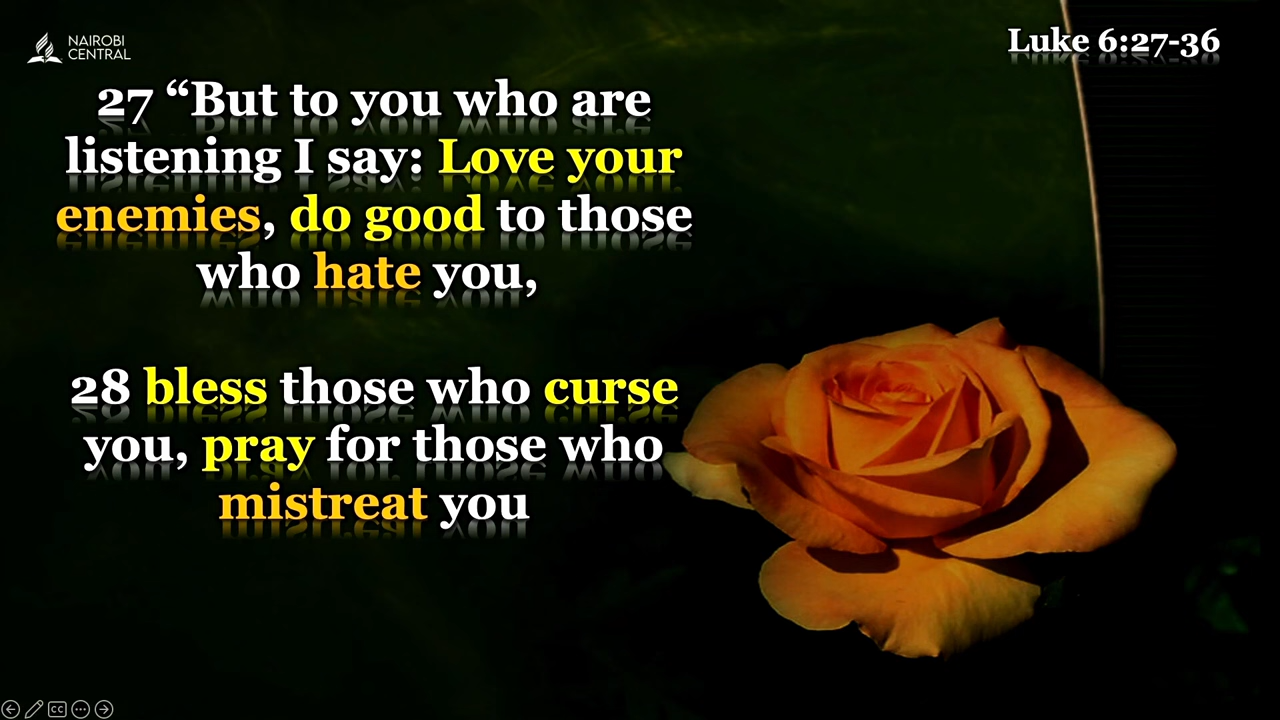 NAIROBI
CENTRAL
Luke 6:27-36
27 “But to you who are
listening I say: Love your
enemies, do good to those
who hate you,
28 bless those who curse
you, pray for those who
mistreat you
CC